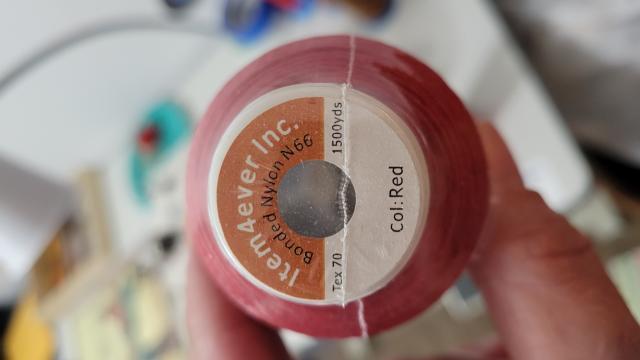 Item4ever Inc.
Bonded Nylon N66
Tex 70
1500yds
Col:Red